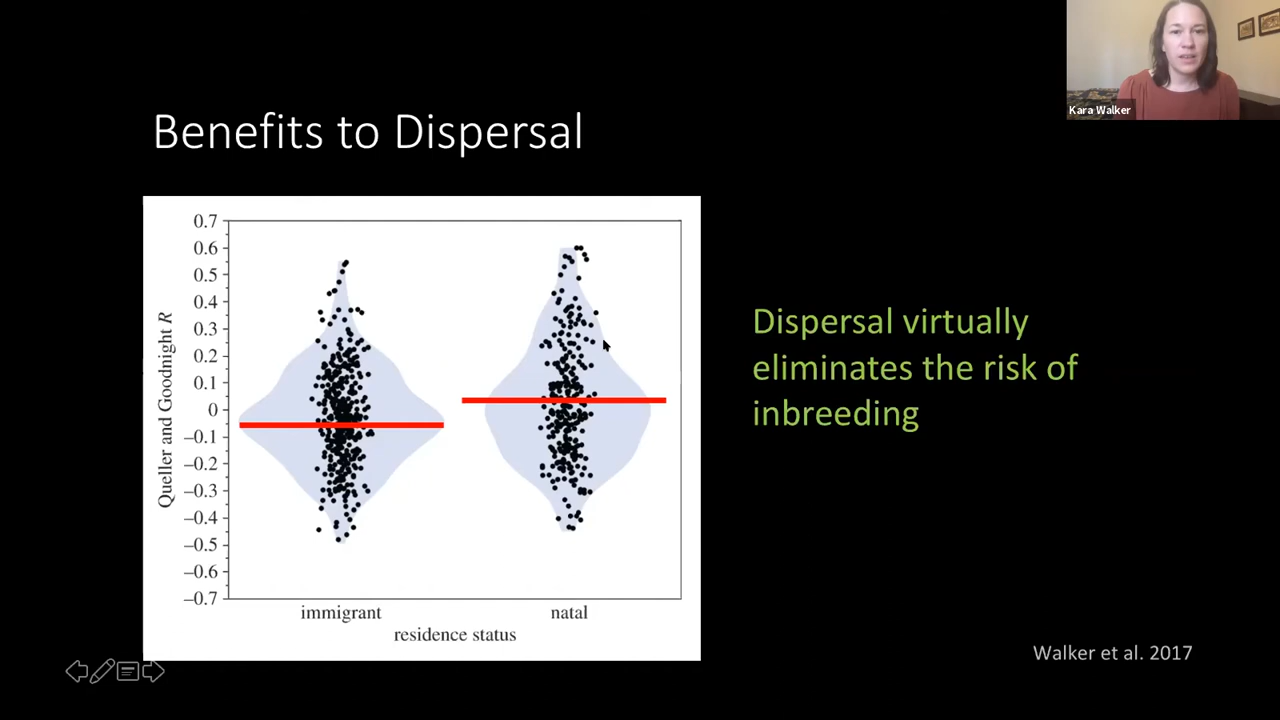 Kara Walker
Benefits to Dispersal
0.7
0.6
0.5
0.4
0.3
0.2
0.1
0
–0.1
–0.2
–0.3
–0.4
–0.5
–0.6
–0.7
Queller and Goodnight R
immigrant
natal
residence status
Dispersal virtually
eliminates the risk of
inbreeding
Walker et al. 2017